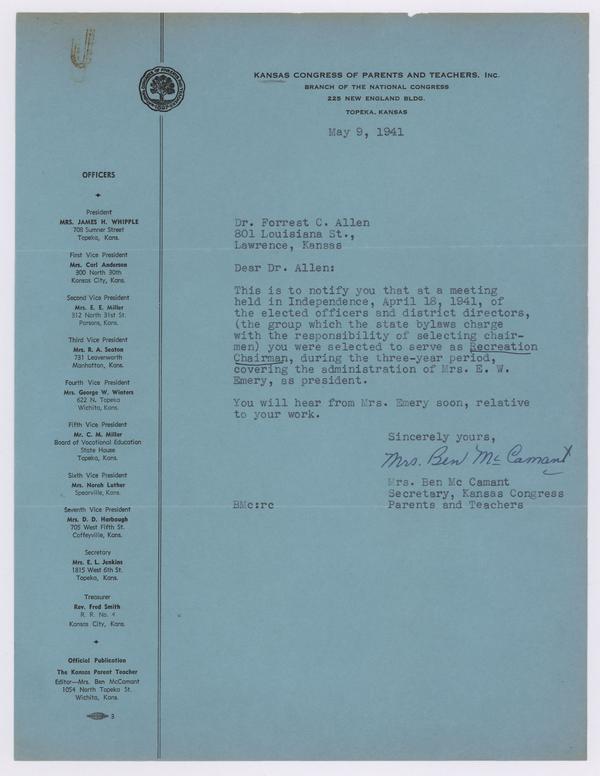 KANSAS CONGRESS OF PARENTS AND TEACHERS, INC.
BRANCH OF THE NATIONAL CONGRESS
225 NEW ENGLAND BLDG.
TOPEKA, KANSAS
May 9, 1941
OFFICERS
President
MRS. JAMES H. WHIPPLE
708 Sumner Street
Topeka, Kans.
First Vice President
Mrs. Carl Anderson
300 North 30th
Kansas City, Kans.
Second Vice President
Mrs. E. E. Miller
312 North 31st St.
Parsons, Kans.
Third Vice President
Mrs. R. A. Seaton
731 Leavenworth
Manhattan, Kans.
Fourth Vice President
Mrs. George W. Winters
622 N. Topeka
Wichita, Kans.
Fifth Vice President
Mr. C. M. Miller
Board of Vocational Education
State House
Topeka, Kans.
Sixth Vice President
Mrs. Norah Luther
Spearville, Kans.
Seventh Vice President
Mrs. D. D. Harbaugh
705 West Fifth St.
Coffeyville, Kans.
Secretary
Mrs. E. L. Jenkins
1815 West 6th St.
Topeka, Kans.
Treasurer
Rev. Fred Smith
R. R. No. 4
Kansas City, Kans.
Official Publication
The Kansas Parent Teacher
Editor—Mrs. Ben McCamant
1054 North Topeka St.
Wichita, Kans.
3
Dr. Forrest C. Allen
801 Louisiana St.,
Lawrence, Kansas
Dear Dr. Allen:
This is to notify you that at a meeting
held in Independence, April 18, 1941, of
the elected officers and district directors,
(the group which the state bylaws charge
with the responsibility of selecting chair-
men) you were selected to serve as Recreation
Chairman, during the three-year period,
covering the administration of Mrs. E. W.
Emery, as president.
You will hear from Mrs. Emery soon, relative
to your work.
Sincerely yours,
Mrs. Ben Mc Camant
Mrs. Ben Mc Camant
Secretary, Kansas Congress
BMc:rc Parents and Teachers